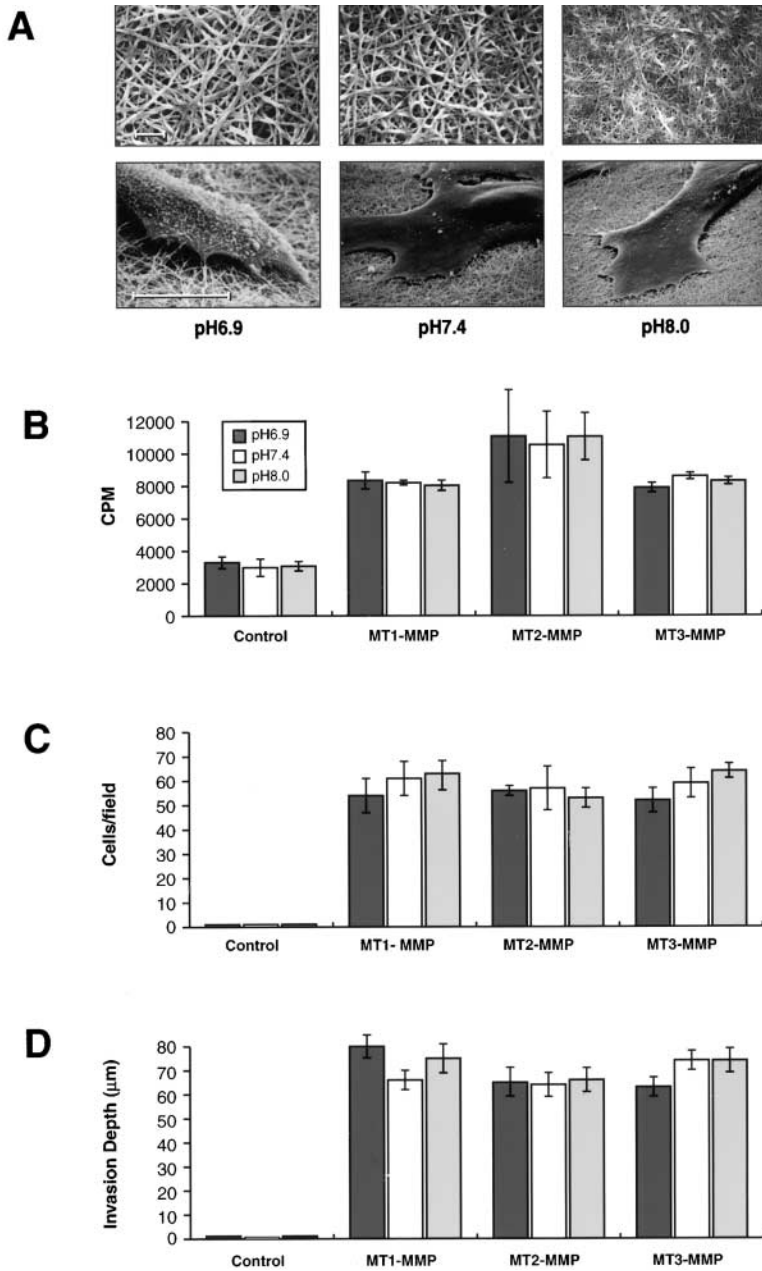 A
pH6.9 pH7.4 pH8.0
B
CPM
12000
10000
8000
6000
4000
2000
0
pH6.9
pH7.4
pH8.0
Control MT1-MMP MT2-MMP MT3-MMP
C
Cells/field
80
70
60
50
40
30
20
10
0
Control MT1- MMP MT2-MMP MT3-MMP
D
Invasion Depth (μm)
80
70
60
50
40
30
20
10
0
Control MT1-MMP MT2-MMP MT3-MMP